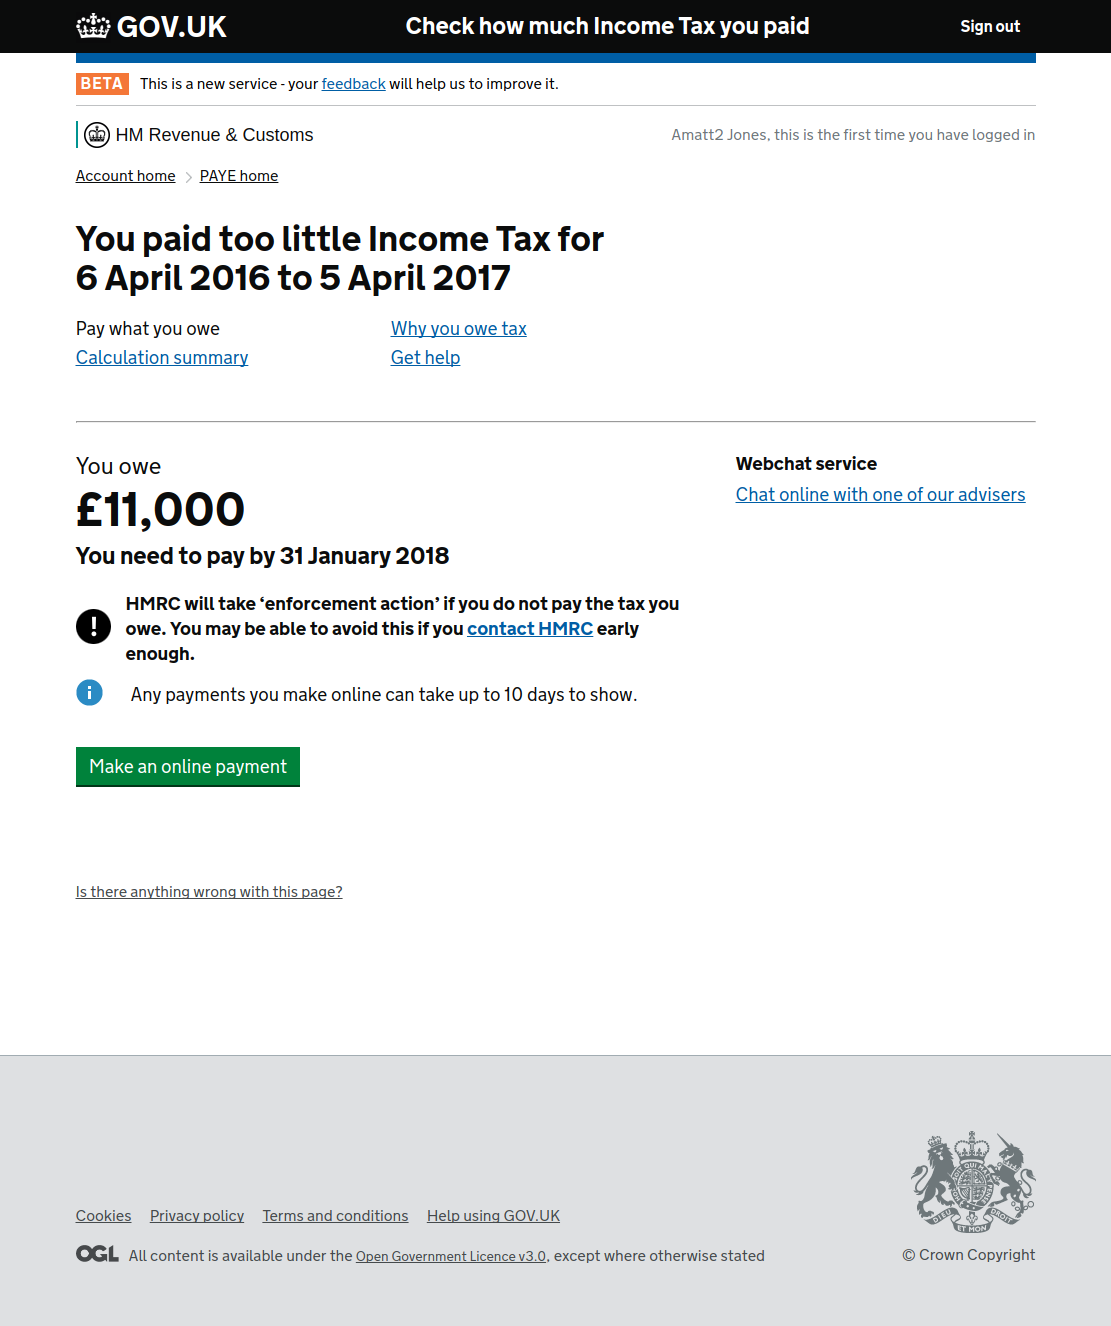 GOV.UK
Check how much Income Tax you paid
Sign out
BETA This is a new service - your feedback will help us to improve it.
HM Revenue & Customs
Amatt2 Jones, this is the first time you have logged in
Account home
PAYE home
You paid too little Income Tax for
6 April 2016 to 5 April 2017
Pay what you owe
Why you owe tax
Calculation summary
Get help
You owe
£11,000
You need to pay by 31 January 2018
Webchat service
Chat online with one of our advisers
HMRC will take ‘enforcement action’ if you do not pay the tax you
owe. You may be able to avoid this if you contact HMRC early
enough.
Any payments you make online can take up to 10 days to show.
Make an online payment
Is there anything wrong with this page?
Cookies Privacy policy Terms and conditions Help using GOV.UK
OGL All content is available under the Open Government Licence v3.0, except where otherwise stated
DIEU ET MON DROIT
© Crown Copyright